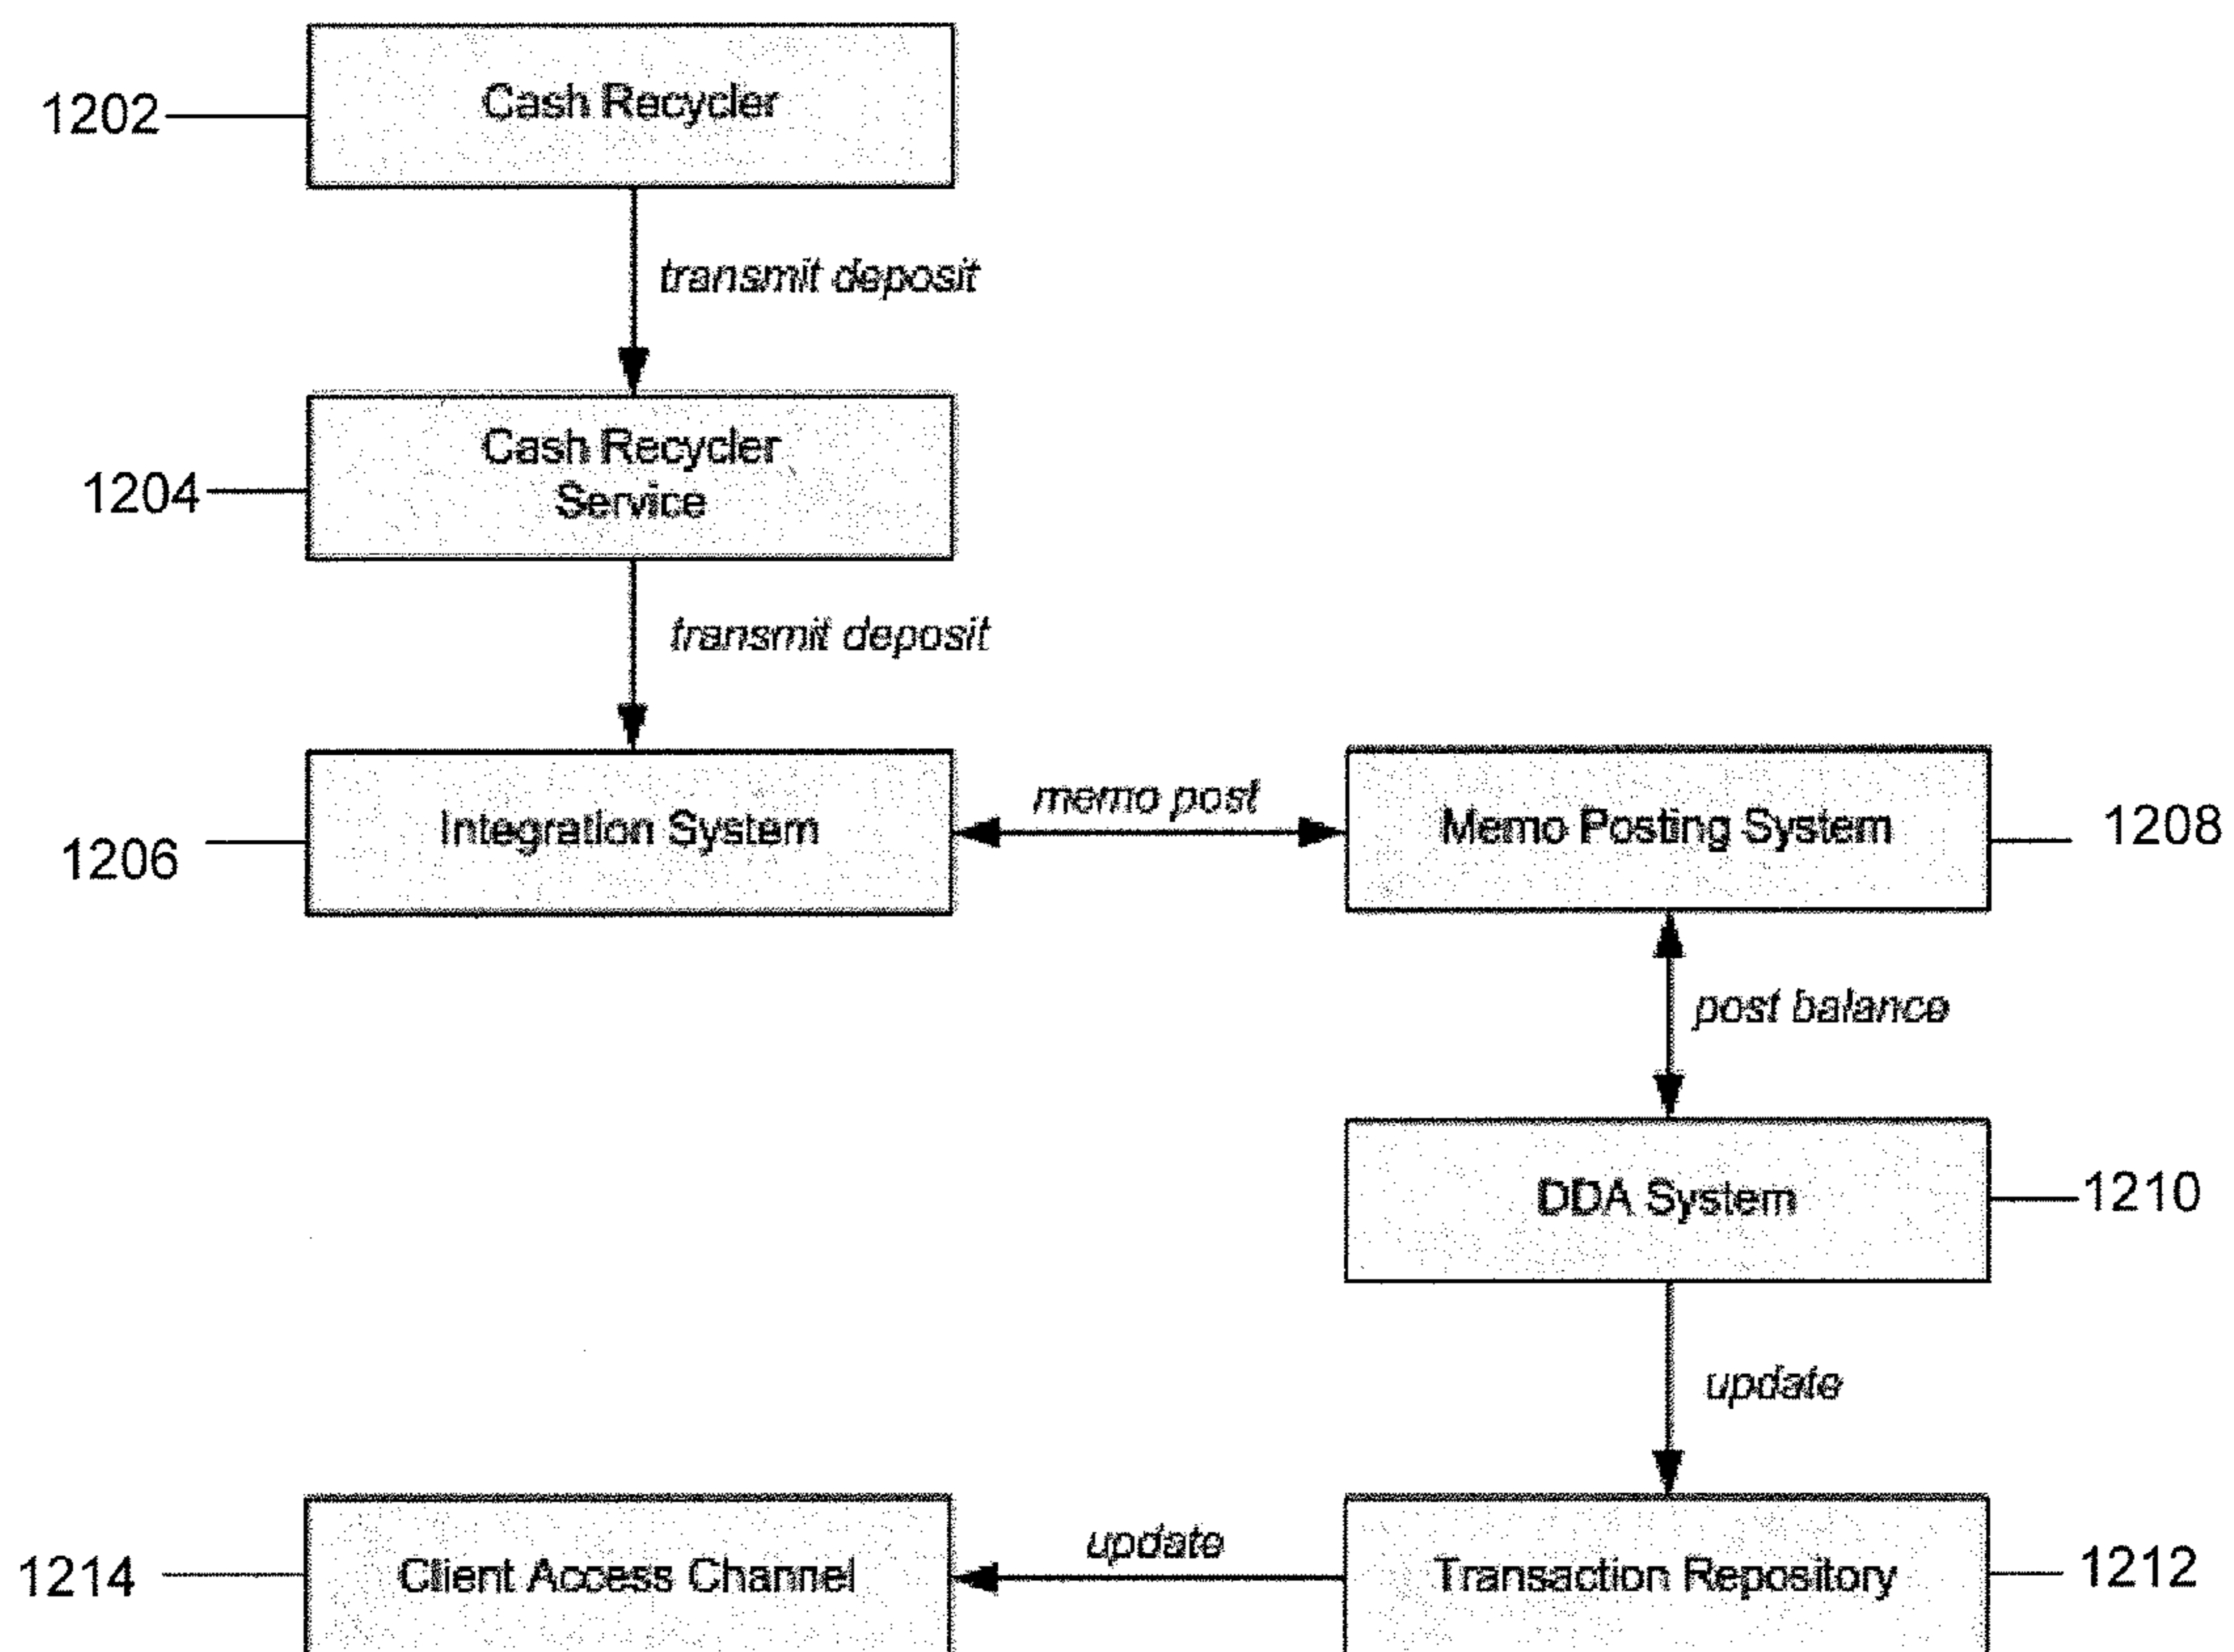 1202
Cash Recycler
transmit deposit
1204
Cash Recycler
Service
transmit deposit
1206
Integration System
memo post
Memo Posting System
1208
post balance
DDA System
1210
update
1214
Client Access Channel
update
Transaction Repository
1212